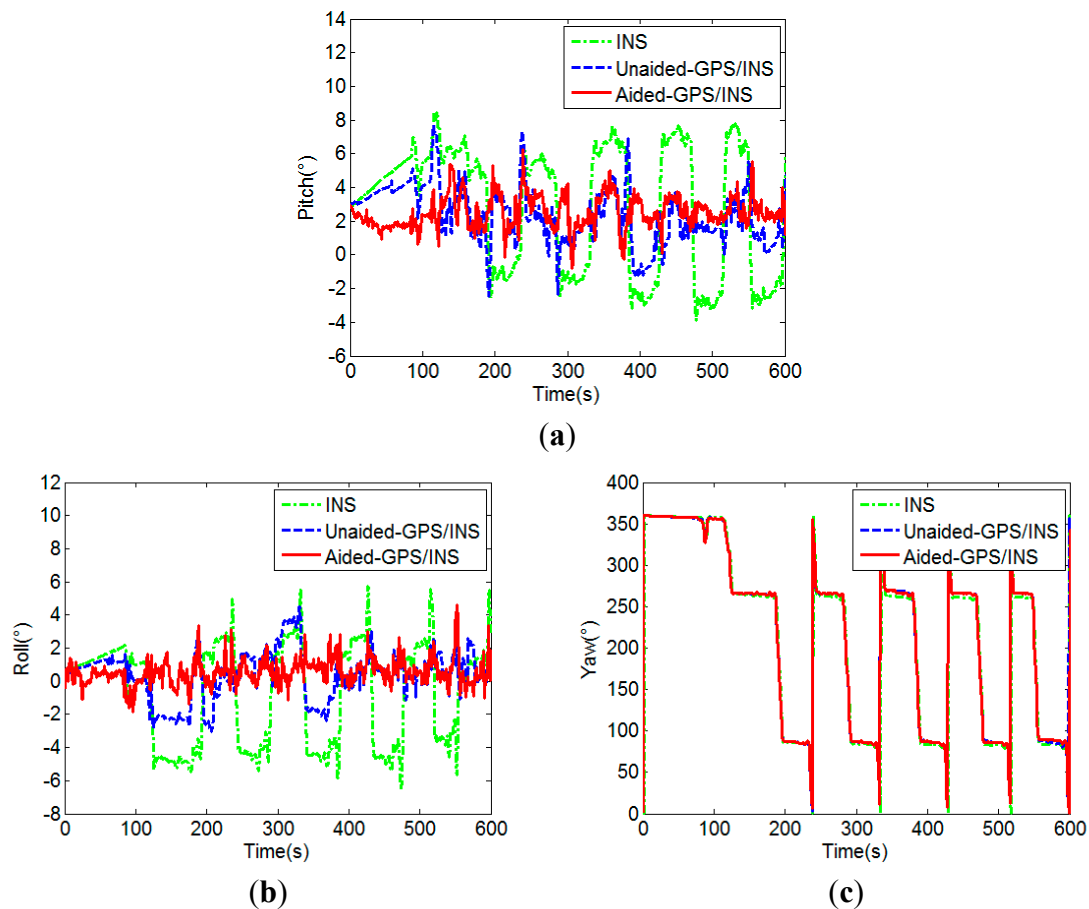 14
12
10
8
6
4
2
0
-2
-4
-6
Pitch(°)
INS
Unaided-GPS/INS
Aided-GPS/INS
0 100 200 300 400 500 600
Time(s)
(a)
12
10
8
6
4
2
0
-2
-4
-6
-8
Roll(°)
INS
Unaided-GPS/INS
Aided-GPS/INS
0 100 200 300 400 500 600
Time(s)
(b)
400
350
300
250
200
150
100
50
0
Yaw(°)
INS
Unaided-GPS/INS
Aided-GPS/INS
0 100 200 300 400 500 600
Time(s)
(c)